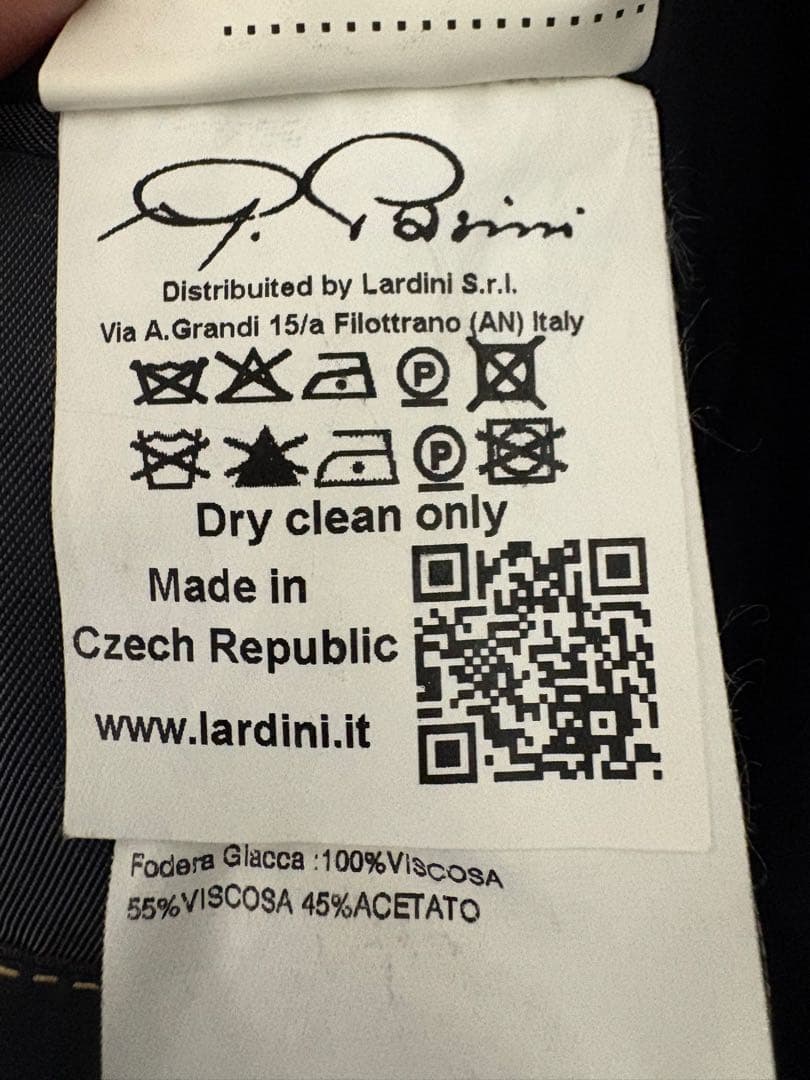 P. Parini
Distribuited by Lardini S.r.l.
Via A.Grandi 15/a Filottrano (AN) Italy
P
P
Dry clean only
Made in
Czech Republic
www.lardini.it
Fodera Giacca :100%VISCOSA
55%VISCOSA 45%ACETATO